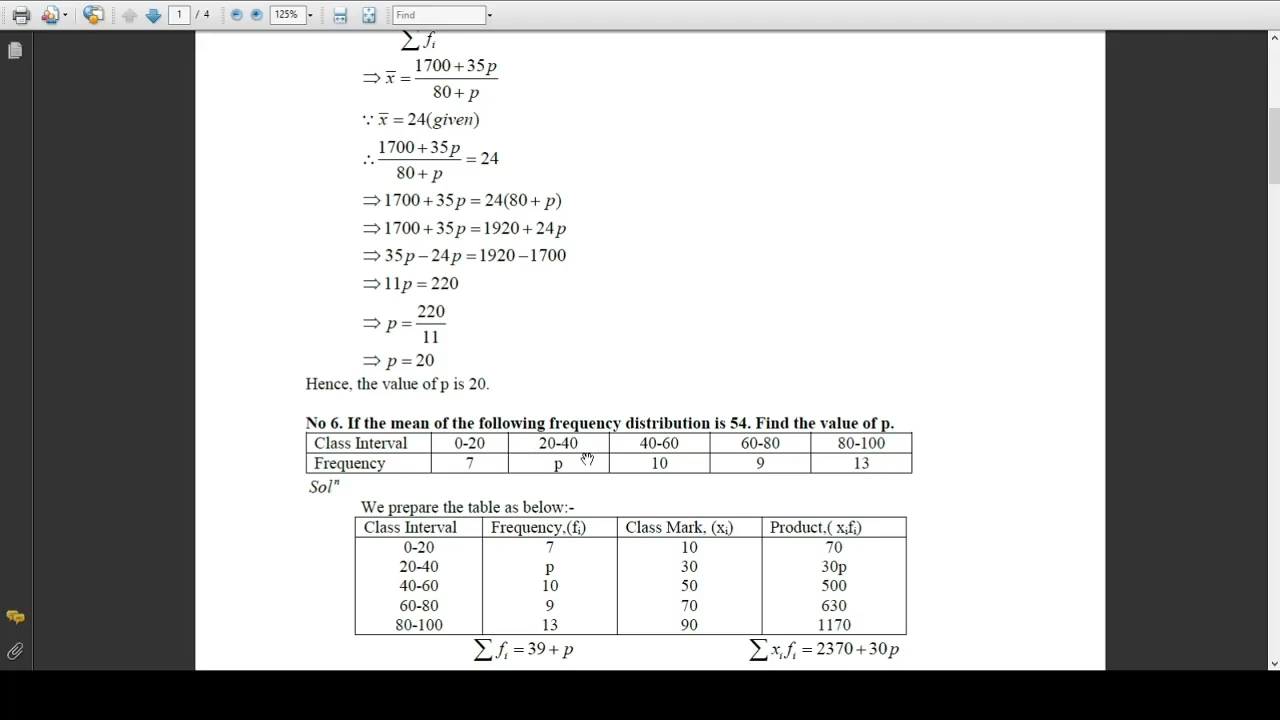 1 / 4 125% Find
∑ fᵢ
⇒ x̄ = (1700 + 35p) / (80 + p)
∵ x̄ = 24(given)
∴ (1700 + 35p) / (80 + p) = 24
⇒ 1700 + 35p = 24(80 + p)
⇒ 1700 + 35p = 1920 + 24p
⇒ 35p − 24p = 1920 − 1700
⇒ 11p = 220
⇒ p = 220 / 11
⇒ p = 20
Hence, the value of p is 20.
No 6. If the mean of the following frequency distribution is 54. Find the value of p.
Class Interval 0-20 20-40 40-60 60-80 80-100
Frequency 7 p 10 9 13
Solⁿ
We prepare the table as below:-
Class Interval Frequency,(fᵢ) Class Mark, (xᵢ) Product,( xᵢfᵢ)
0-20 7 10 70
20-40 p 30 30p
40-60 10 50 500
60-80 9 70 630
80-100 13 90 1170
∑ fᵢ = 39 + p ∑ xᵢfᵢ = 2370 + 30p